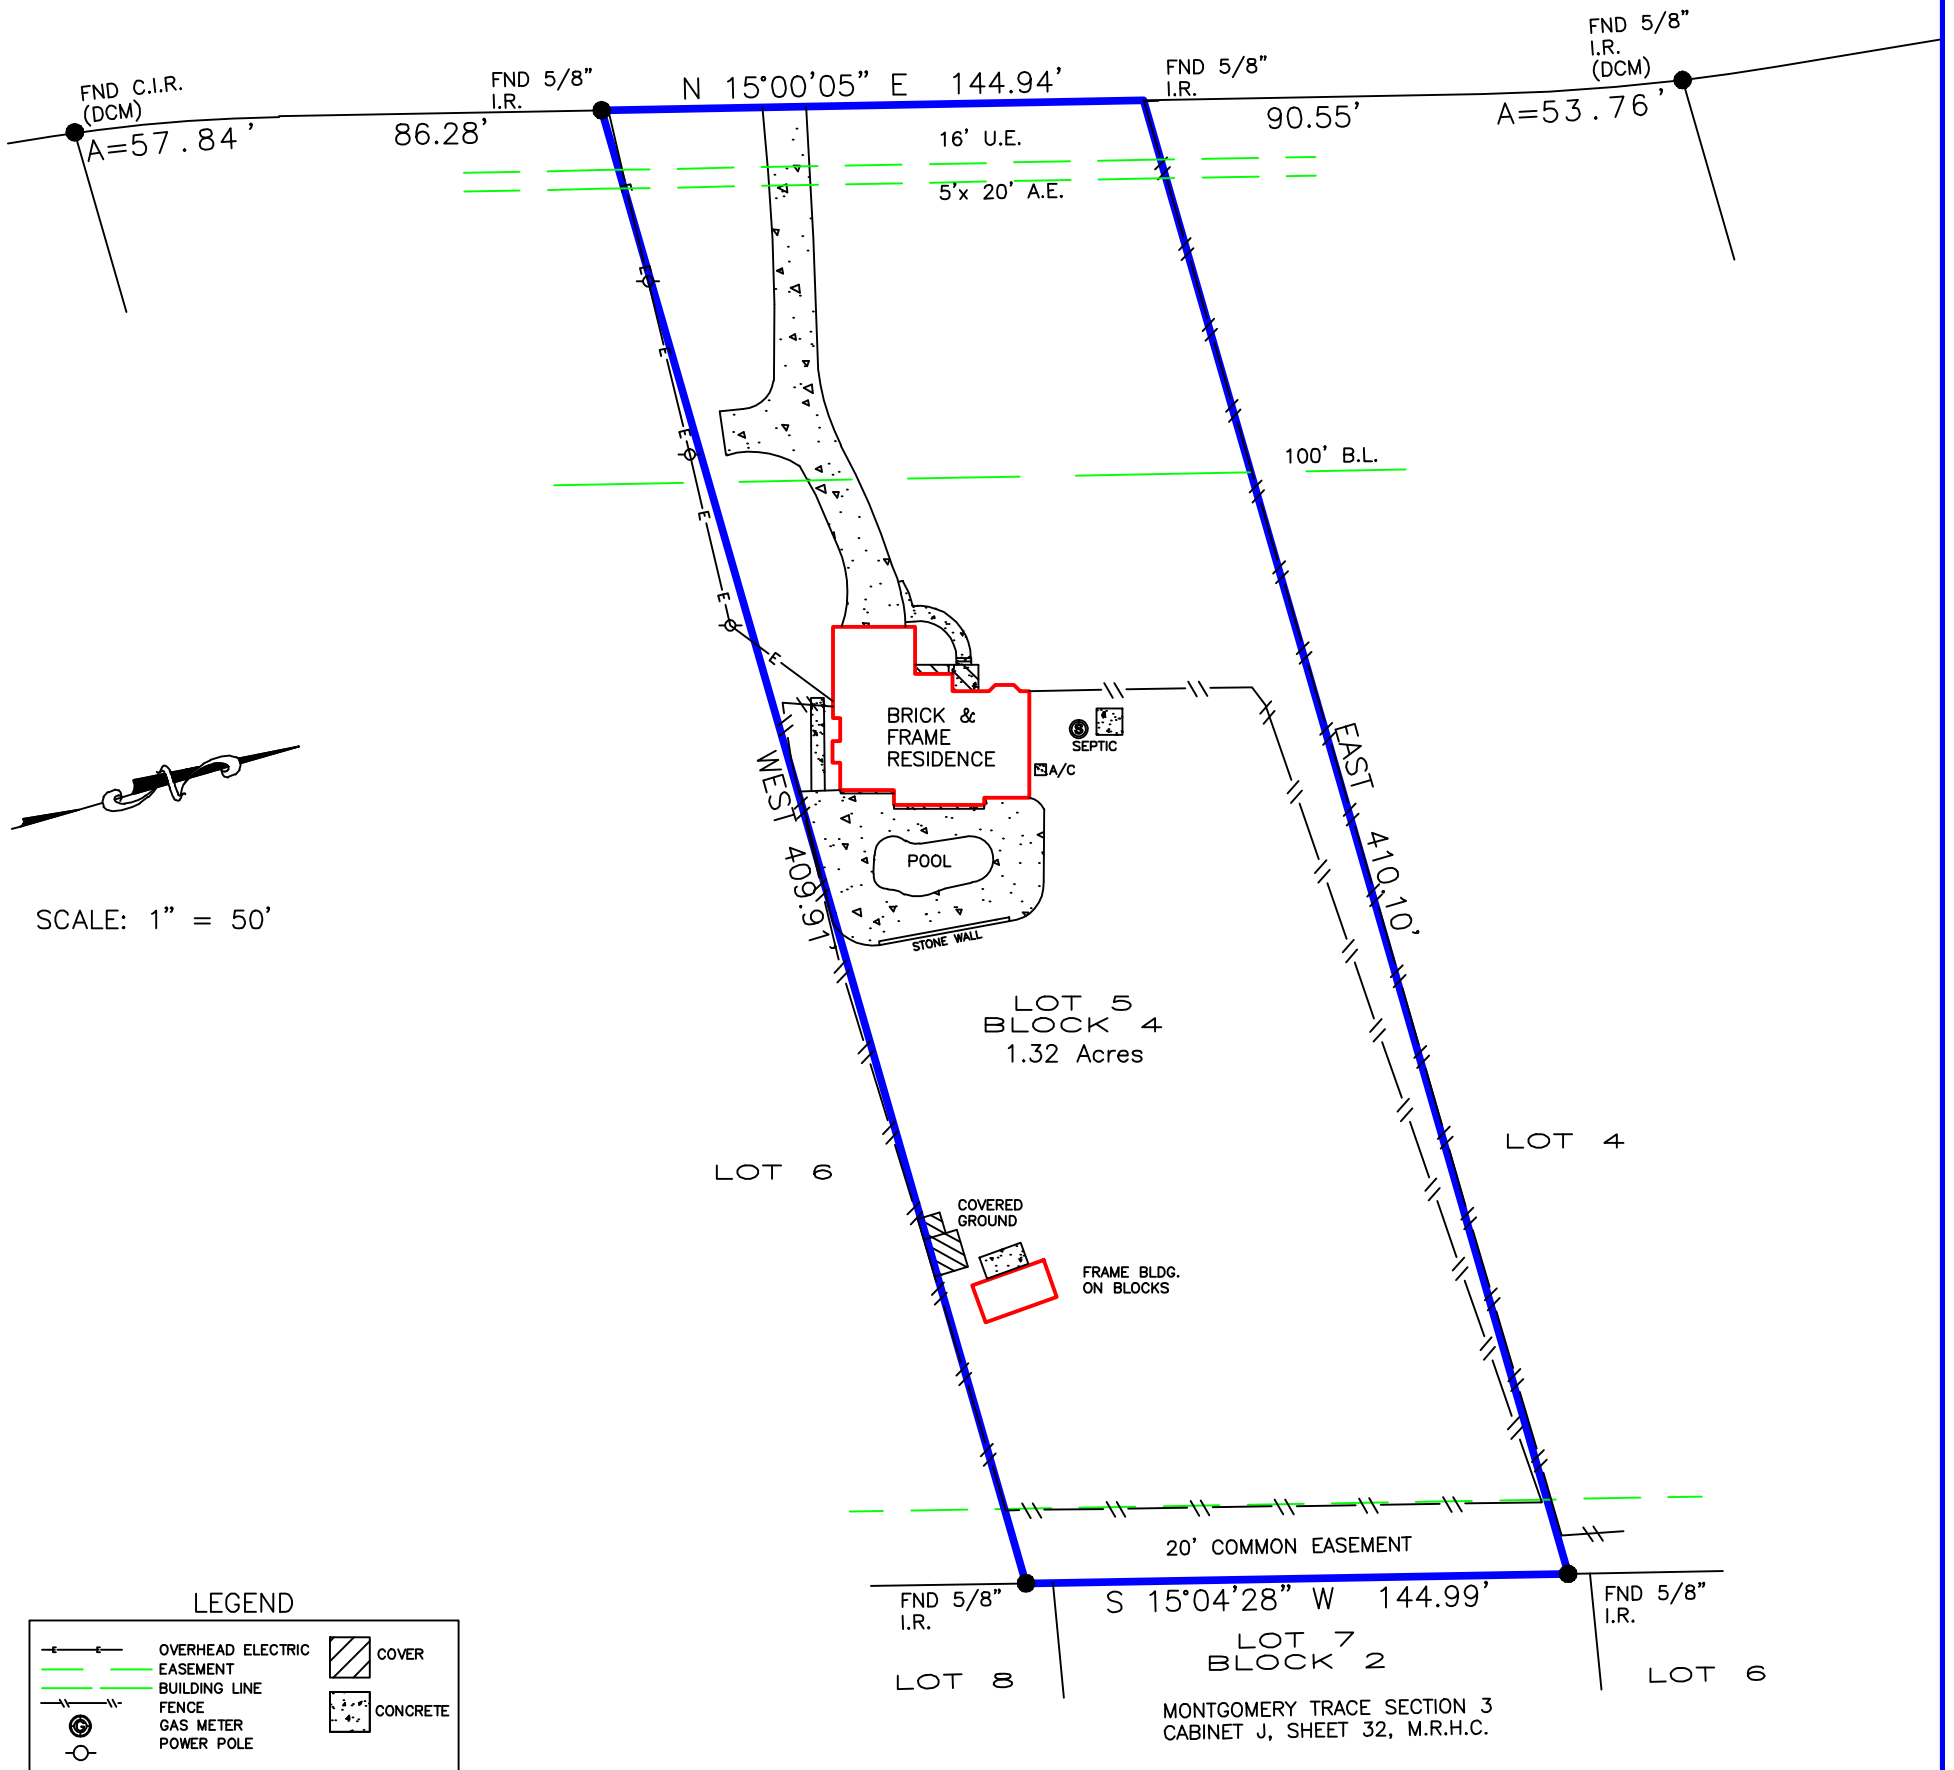 FND 5/8"
I.R.
(DCM)
FND C.I.R.
(DCM)
FND 5/8"
I.R.
N 15°00'05" E 144.94'
FND 5/8"
I.R.
A=57.84'
86.28'
90.55'
A=53.76'
16' U.E.
5'x 20' A.E.
E
E
E
E
100' B.L.
E
E
E
BRICK &
FRAME
RESIDENCE
S
SEPTIC
A/C
WEST 409.91'
EAST 410.10'
POOL
STONE WALL
SCALE: 1" = 50'
LOT 5
BLOCK 4
1.32 Acres
LOT 4
LOT 6
COVERED
GROUND
FRAME BLDG.
ON BLOCKS
20' COMMON EASEMENT
FND 5/8"
I.R.
S 15°04'28" W 144.99'
FND 5/8"
I.R.
LOT 7
BLOCK 2
LOT 8
LOT 6
MONTGOMERY TRACE SECTION 3
CABINET J, SHEET 32, M.R.H.C.
LEGEND
E E OVERHEAD ELECTRIC
EASEMENT
BUILDING LINE
FENCE
G GAS METER
POWER POLE
COVER
CONCRETE